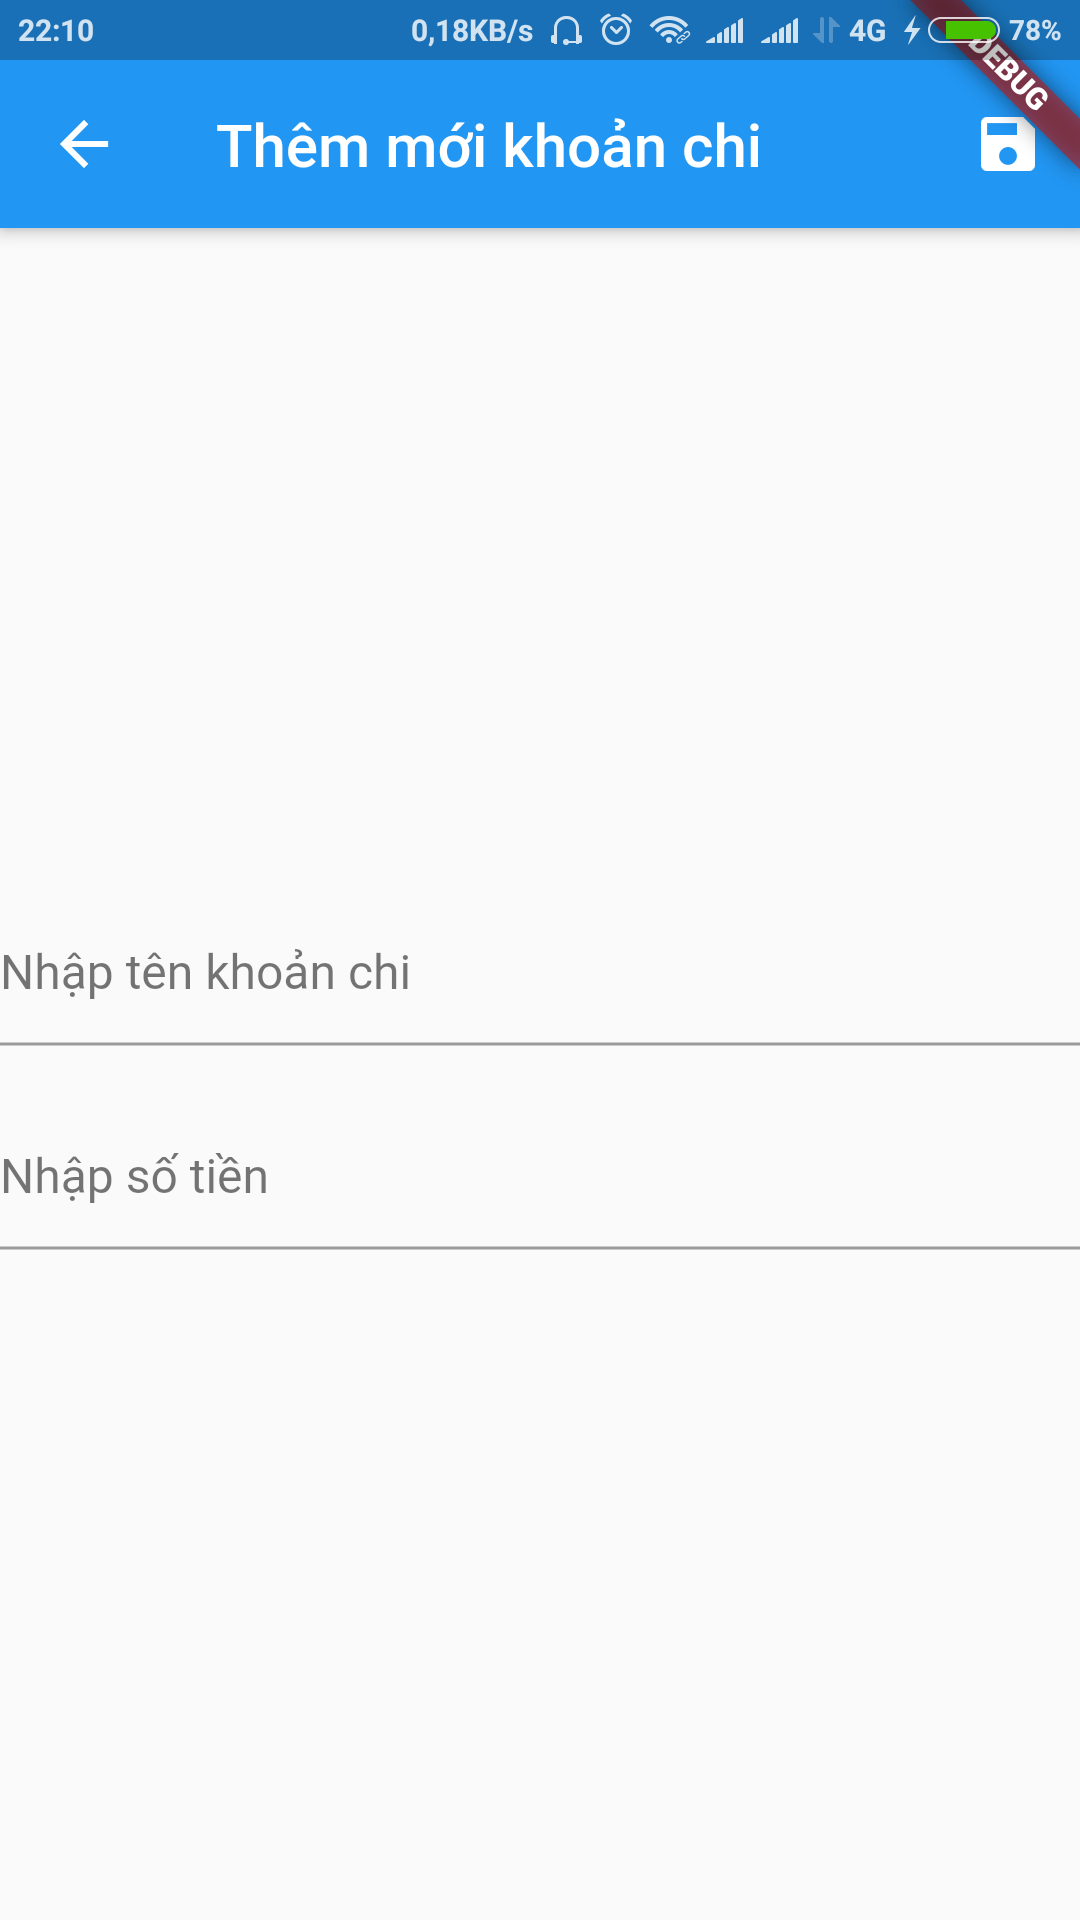 22:10 0,18KB/s 4G 78%
DEBUG
Thêm mới khoản chi
Nhập tên khoản chi
Nhập số tiền